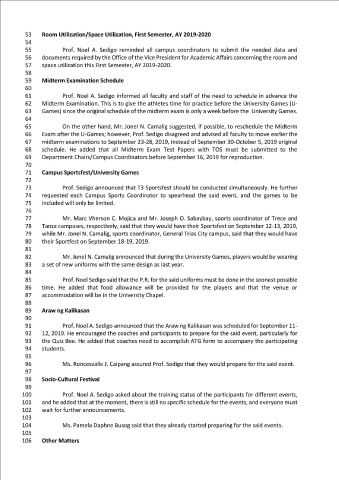 53 Room Utilization/Space Utilization, First Semester, AY 2019-2020
54
55 Prof. Noel A. Sedigo reminded all campus coordinators to submit the needed data and
56 documents required by the Office of the Vice President for Academic Affairs concerning the room and
57 space utilization this First Semester, AY 2019-2020.
58
59 Midterm Examination Schedule
60
61 Prof. Noel A. Sedigo informed all faculty and staff of the need to schedule in advance the
62 Midterm Examination. This is to give the athletes time for practice before the University Games (U-
63 Games) since the original schedule of the midterm exam is only a week before the University Games.
64
65 On the other hand, Mr. Jonel N. Camalig suggested, if possible, to reschedule the Midterm
66 Exam after the U-Games; however, Prof. Sedigo disagreed and advised all faculty to move earlier the
67 midterm examinations to September 23-28, 2019, instead of September 30-October 5, 2019 original
68 schedule. He added that all Midterm Exam Test Papers with TOS must be submitted to the
69 Department Chairs/Campus Coordinators before September 16, 2019 for reproduction.
70
71 Campus Sportsfest/University Games
72
73 Prof. Sedigo announced that T3 Sportsfest should be conducted simultaneously. He further
74 requested each Campus Sports Coordinator to spearhead the said event, and the games to be
75 included will only be limited.
76
77 Mr. Marc Vherson C. Mojica and Mr. Joseph O. Sabaybay, sports coordinator of Trece and
78 Tanza campuses, respectively, said that they would have their Sportsfest on September 12-13, 2019,
79 while Mr. Jonel N. Camalig, sports coordinator, General Trias City campus, said that they would have
80 their Sportfest on September 18-19, 2019.
81
82 Mr. Jonel N. Camalig announced that during the University Games, players would be wearing
83 a set of new uniforms with the same design as last year.
84
85 Prof. Noel Sedigo said that the P.R. for the said uniforms must be done in the soonest possible
86 time. He added that food allowance will be provided for the players and that the venue or
87 accommodation will be in the University Chapel.
88
89 Araw ng Kalikasan
90
91 Prof. Noel A. Sedigo announced that the Araw ng Kalikasan was scheduled for September 11-
92 12, 2019. He encouraged the coaches and participants to prepare for the said event, particularly for
93 the Quiz Bee. He added that coaches need to accomplish ATG form to accompany the participating
94 students.
95
96 Ms. Roncesvalle J. Caipang assured Prof. Sedigo that they would prepare for the said event.
97
98 Socio-Cultural Festival
99
100 Prof. Noel A. Sedigo asked about the training status of the participants for different events,
101 and he added that at the moment, there is still no specific schedule for the events, and everyone must
102 wait for further announcements.
103
104 Ms. Pamela Daphne Busog said that they already started preparing for the said events.
105
106 Other Matters